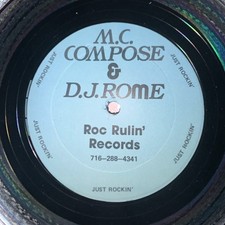 M.C.
COMPOSE
&
D.J. ROME
Roc Rulin'
Records
716-288-4341
JUST ROCKIN'
JUST ROCKIN'
JUST ROCKIN'
JUST ROCKIN'
JUST ROCKIN'